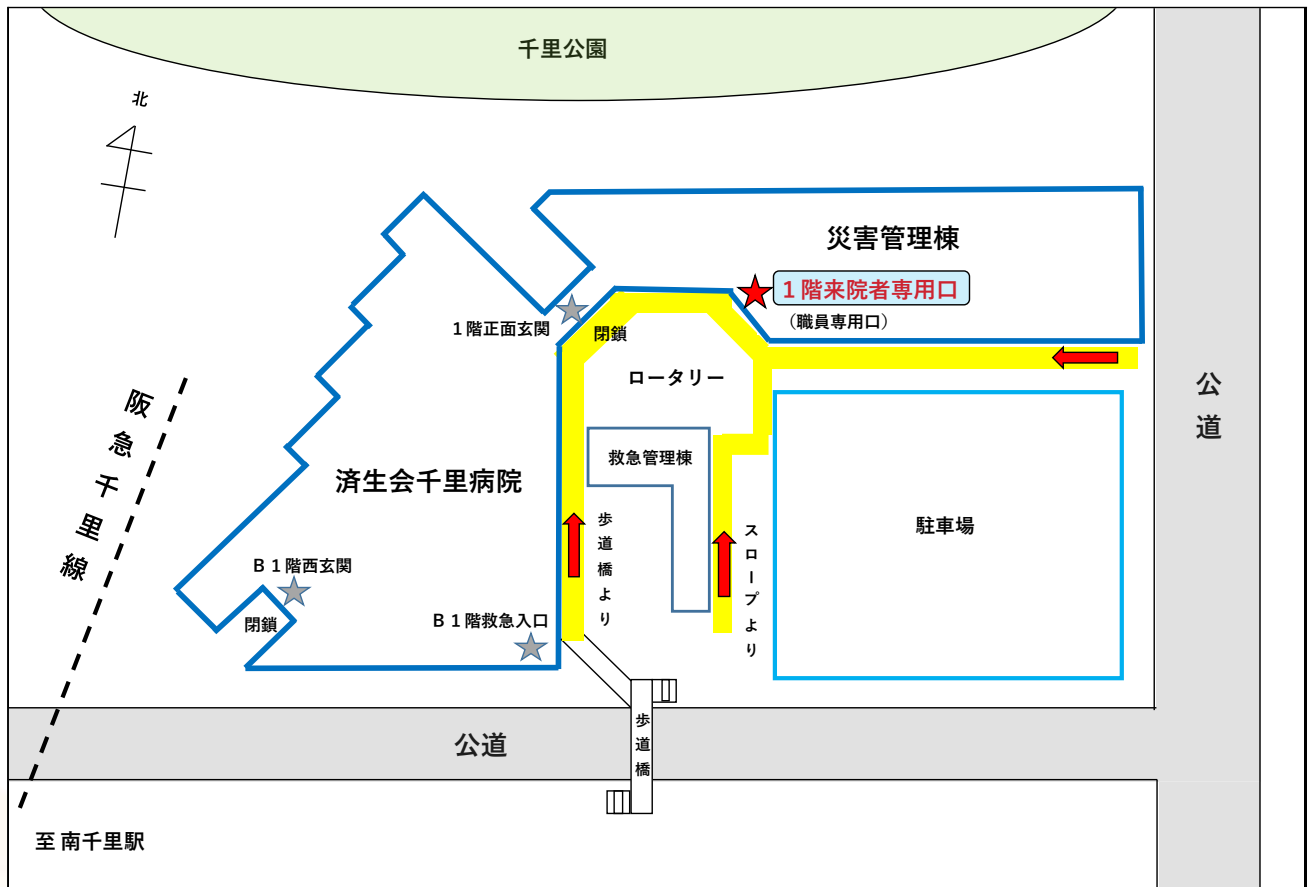 千里公園
北
災害管理棟
１階来院者専用口
（職員専用口）
１階正面玄関
閉鎖
ロータリー
公道
阪急千里線
救急管理棟
済生会千里病院
歩道橋より
スロープより
駐車場
Ｂ１階西玄関
閉鎖
Ｂ１階救急入口
歩道橋
公道
至 南千里駅